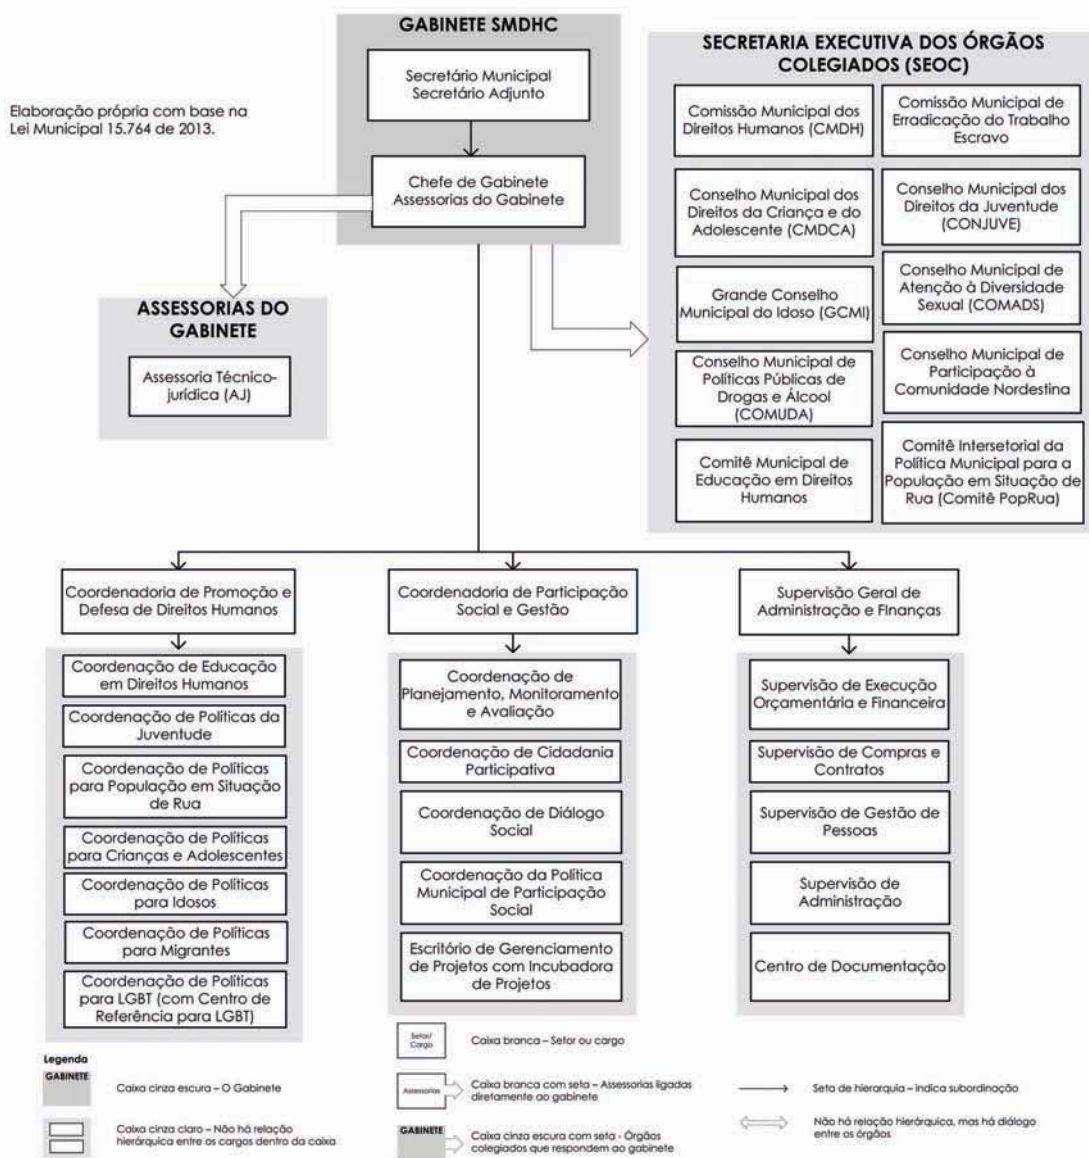 GABINETE SMDHC
Secretário Municipal
Secretário Adjunto
Chefe de Gabinete
Assessorias do Gabinete
Elaboração própria com base na
Lei Municipal 15.764 de 2013.
SECRETARIA EXECUTIVA DOS ÓRGÃOS
COLEGIADOS (SEOC)
Comissão Municipal dos
Direitos Humanos (CMDH)
Comissão Municipal de
Erradicação do Trabalho
Escravo
Conselho Municipal dos
Direitos da Criança e do
Adolescente (CMDCA)
Conselho Municipal dos
Direitos da Juventude
(CONJUVE)
Grande Conselho
Municipal do Idoso (GCMI)
Conselho Municipal de
Atenção à Diversidade
Sexual (COMADS)
Conselho Municipal de
Políticas Públicas de
Drogas e Álcool
(COMUDA)
Conselho Municipal de
Participação à
Comunidade Nordestina
Comitê Municipal de
Educação em Direitos
Humanos
Comitê Intersetorial da
Política Municipal para a
População em Situação de
Rua (Comitê PopRua)
ASSESSORIAS DO
GABINETE
Assessoria Técnico-
jurídica (AJ)
Coordenadoria de Promoção e
Defesa de Direitos Humanos
Coordenação de Educação
em Direitos Humanos
Coordenação de Políticas da
Juventude
Coordenação de Políticas
para População em Situação
de Rua
Coordenação de Políticas
para Crianças e Adolescentes
Coordenação de Políticas
para Idosos
Coordenação de Políticas
para Migrantes
Coordenação de Políticas
para LGBT (com Centro de
Referência para LGBT)
Coordenadoria de Participação
Social e Gestão
Coordenação de
Planejamento, Monitoramento
e Avaliação
Coordenação de Cidadania
Participativa
Coordenação de Diálogo
Social
Coordenação da Política
Municipal de Participação
Social
Escritório de Gerenciamento
de Projetos com Incubadora
de Projetos
Supervisão Geral de
Administração e Finanças
Supervisão de Execução
Orçamentária e Financeira
Supervisão de Compras e
Contratos
Supervisão de Gestão de
Pessoas
Supervisão de
Administração
Centro de Documentação
Legenda
GABINETE
Caixa cinza escura – O Gabinete
Caixa cinza claro – Não há relação
hierárquica entre os cargos dentro da caixa
Setor/
Cargo
Caixa branca – Setor ou cargo
Assessorias
Caixa branca com seta – Assessorias ligadas
diretamente ao gabinete
GABINETE
Caixa cinza escura com seta - Órgãos
colegiados que respondem ao gabinete
Seta de hierarquia – indica subordinação
Não há relação hierárquica, mas há diálogo
entre os órgãos